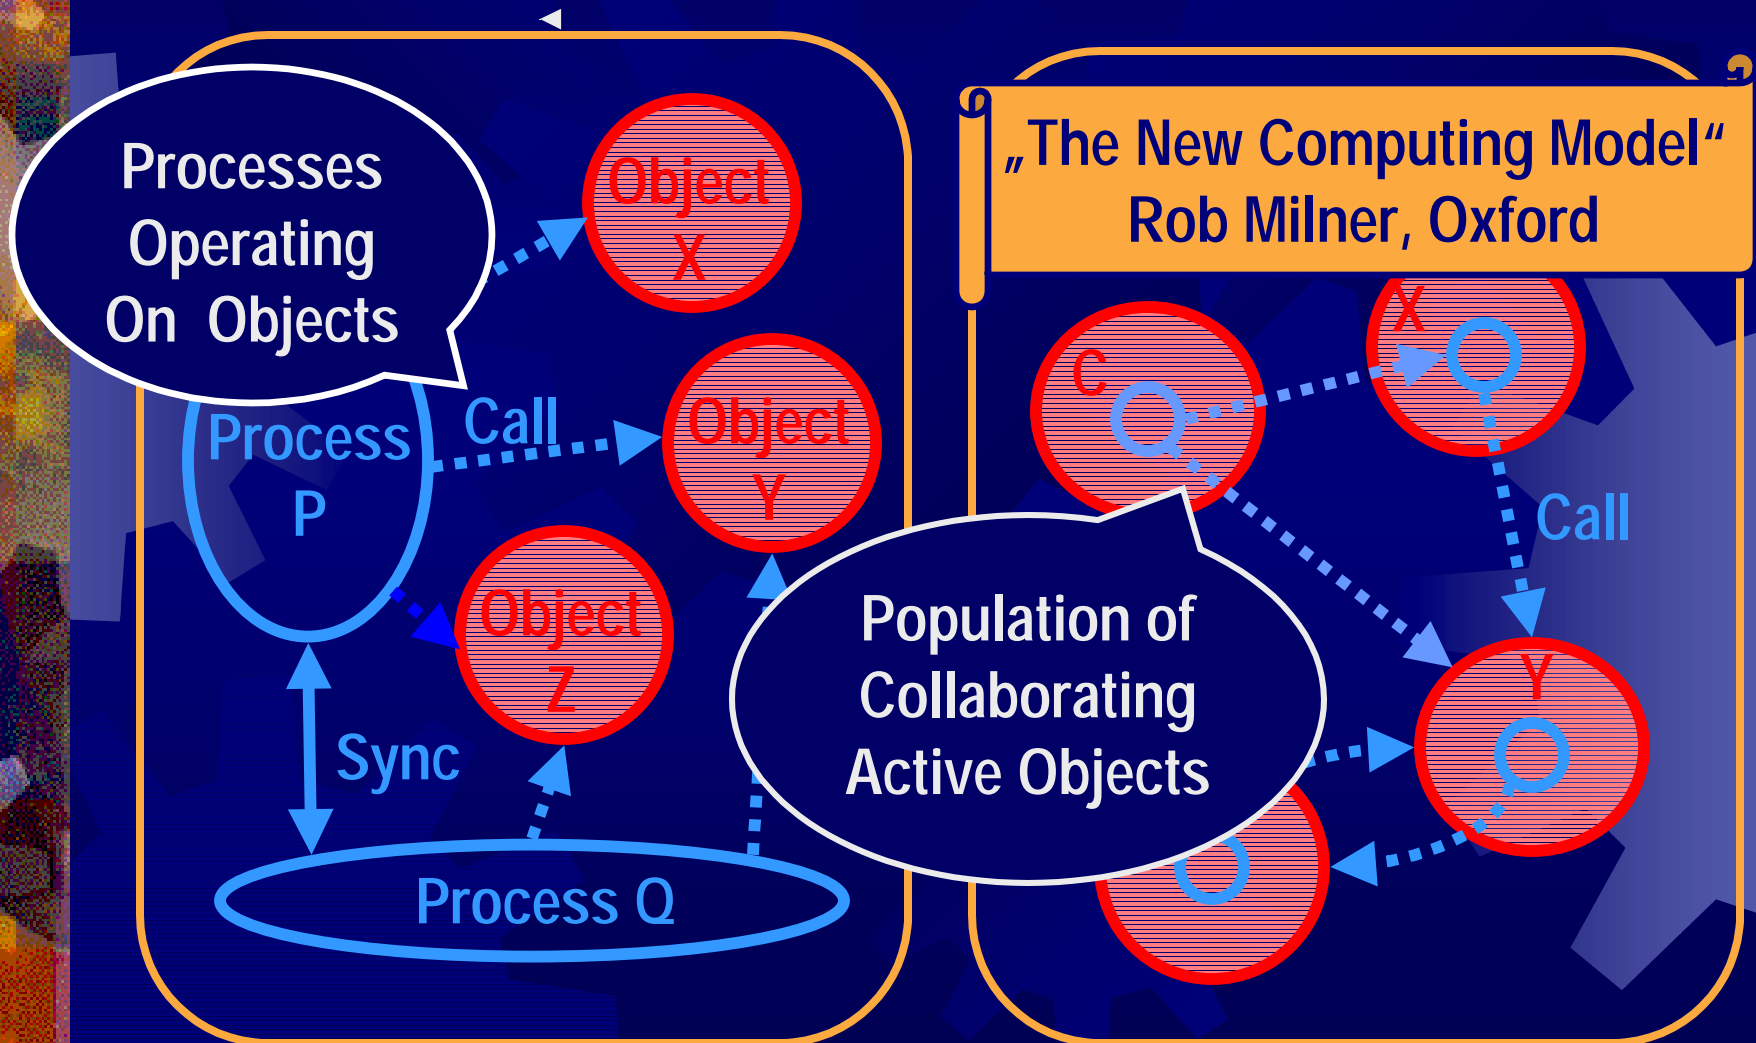 Processes
Operating
On Objects
Object
X
Process
P
Call
Object
Y
Object
Z
Sync
Process Q
„The New Computing Model“
Rob Milner, Oxford
C
X
Call
Y
Population of
Collaborating
Active Objects